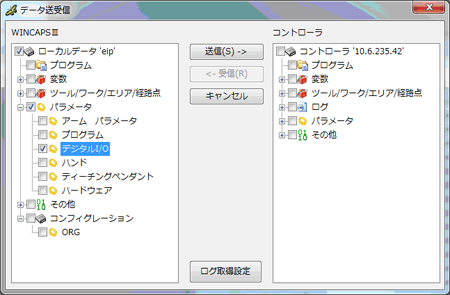 データ送受信
WINCAPSⅢ
ローカルデータ 'eip'
プログラム
変数
ツール/ワーク/エリア/経路点
パラメータ
アーム パラメータ
プログラム
デジタルI/O
ハンド
ティーチングペンダント
ハードウェア
その他
コンフィグレーション
ORG
送信(S) ->
<- 受信(R)
キャンセル
ログ取得設定
コントローラ
コントローラ '10.6.235.42'
プログラム
変数
ツール/ワーク/エリア/経路点
ログ
パラメータ
その他